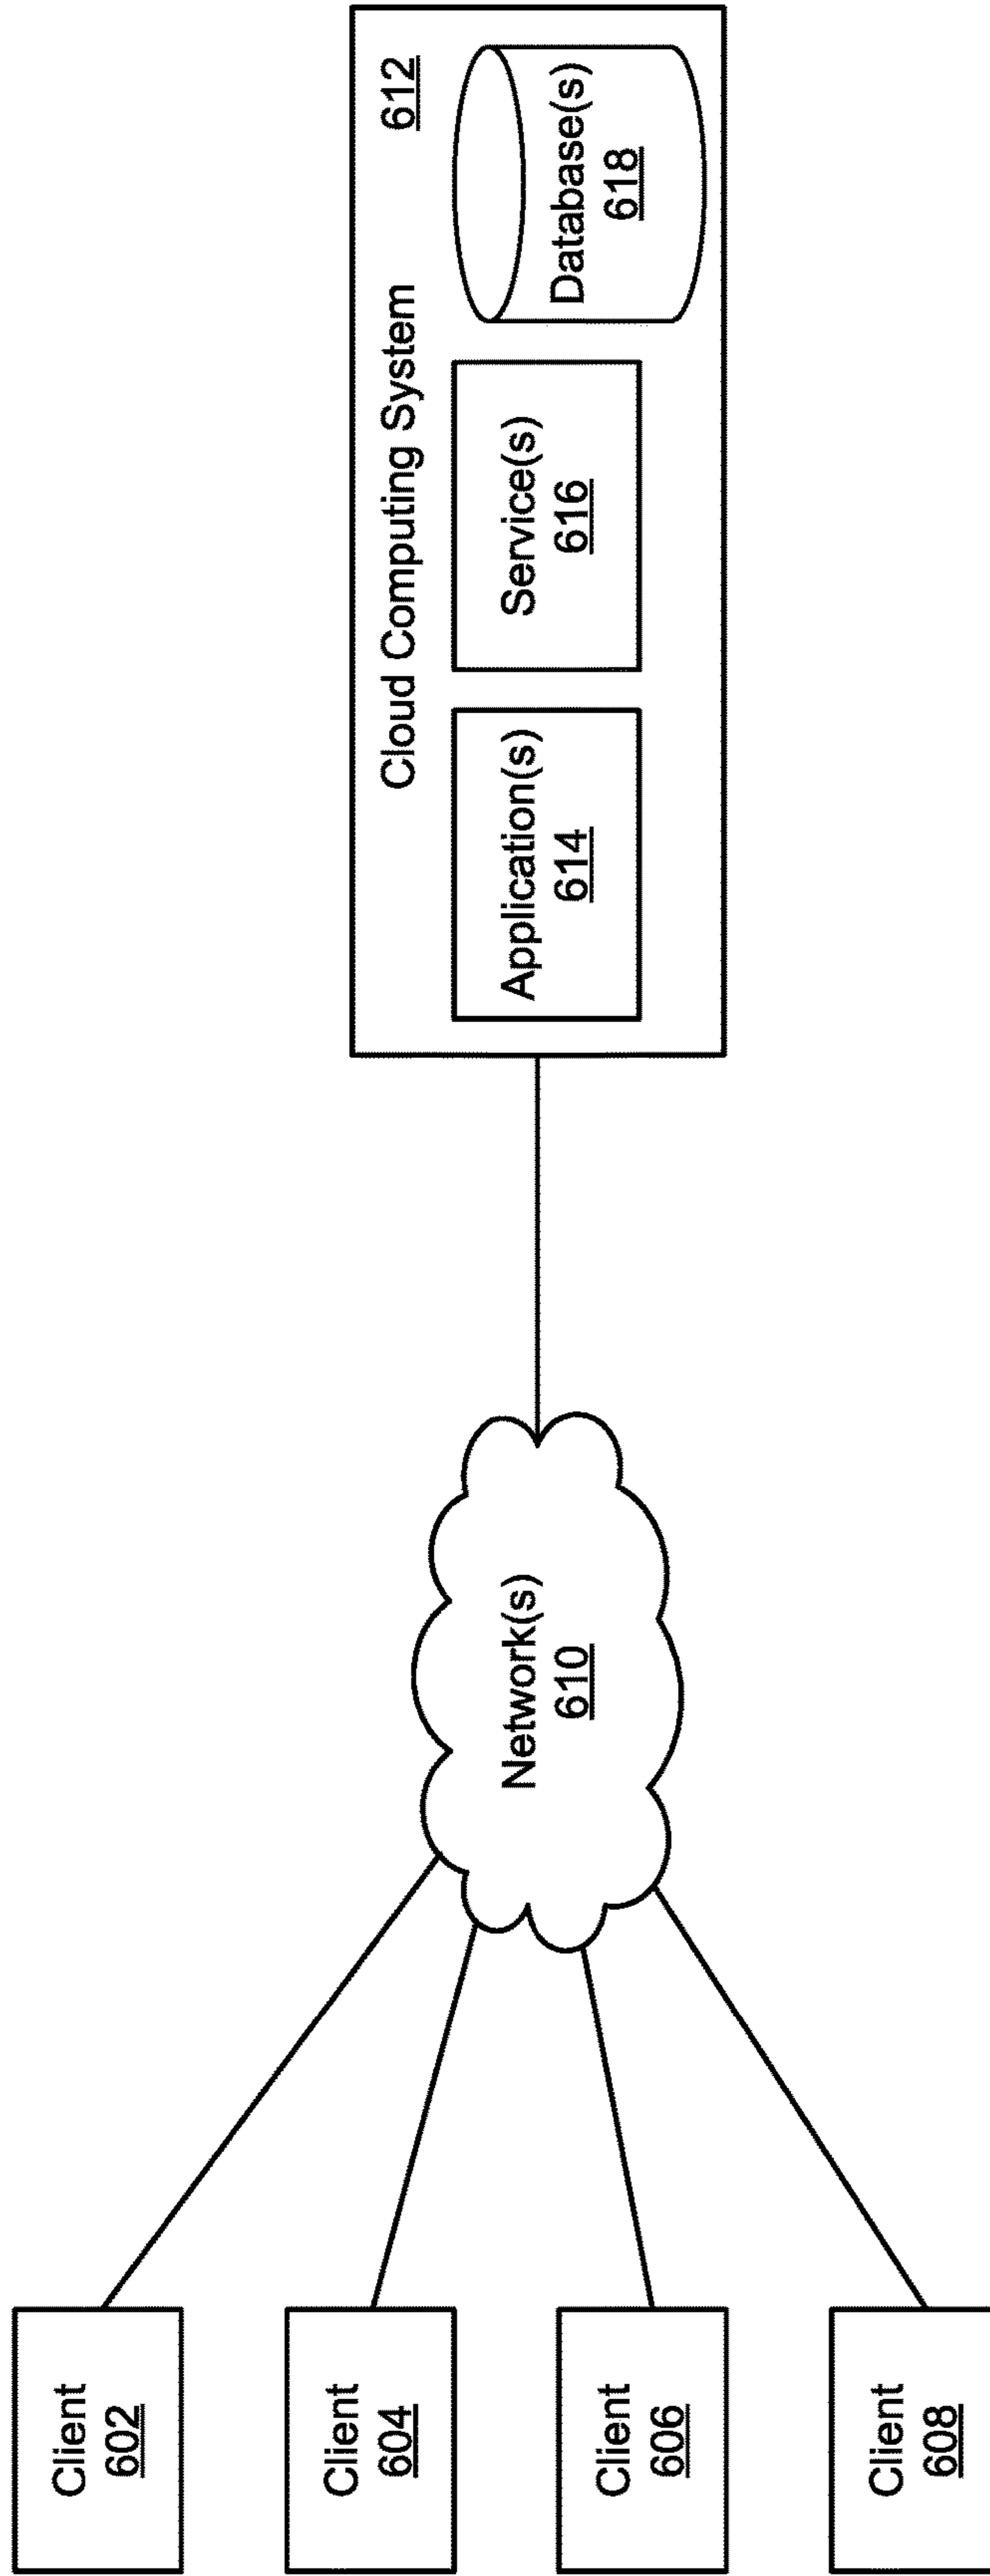 Client
602
Client
604
Client
606
Client
608
Network(s)
610
Cloud Computing System
612
Application(s)
614
Service(s)
616
Database(s)
618